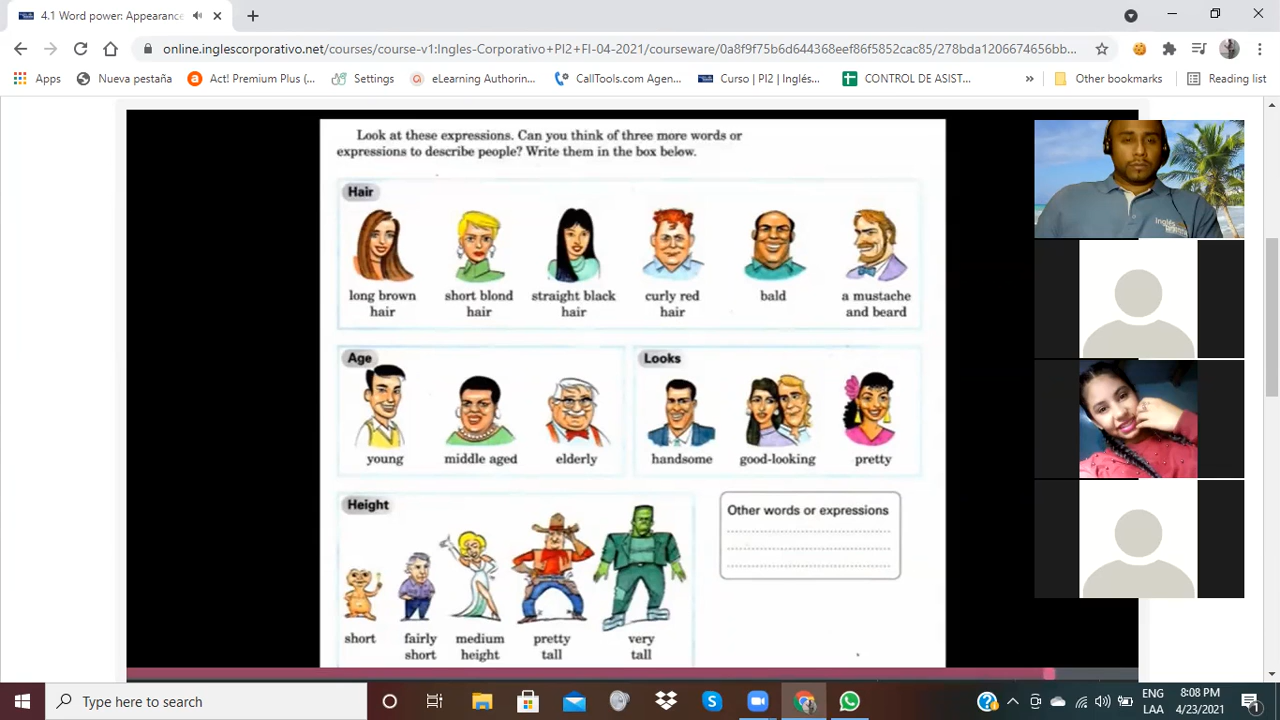 4.1 Word power: Appearance
online.inglescorporativo.net/courses/course-v1:Ingles-Corporativo+PI2+FI-04-2021/courseware/0a8f9f75b6d644368eef86f5852cac85/278bda1206674656bb...
Apps
Nueva pestaña
Act! Premium Plus (...
Settings
eLearning Authorin...
CallTools.com Agen...
Curso | PI2 | Inglés...
CONTROL DE ASIST...
»
Other bookmarks
Reading list
Look at these expressions. Can you think of three more words or
expressions to describe people? Write them in the box below.
Hair
long brown
hair
short blond
hair
straight black
hair
curly red
hair
bald
a mustache
and beard
Age
young
middle aged
elderly
Looks
handsome
good-looking
pretty
Height
short
fairly
short
medium
height
pretty
tall
very
tall
Other words or expressions
Type here to search
ENG
LAA
8:08 PM
4/23/2021